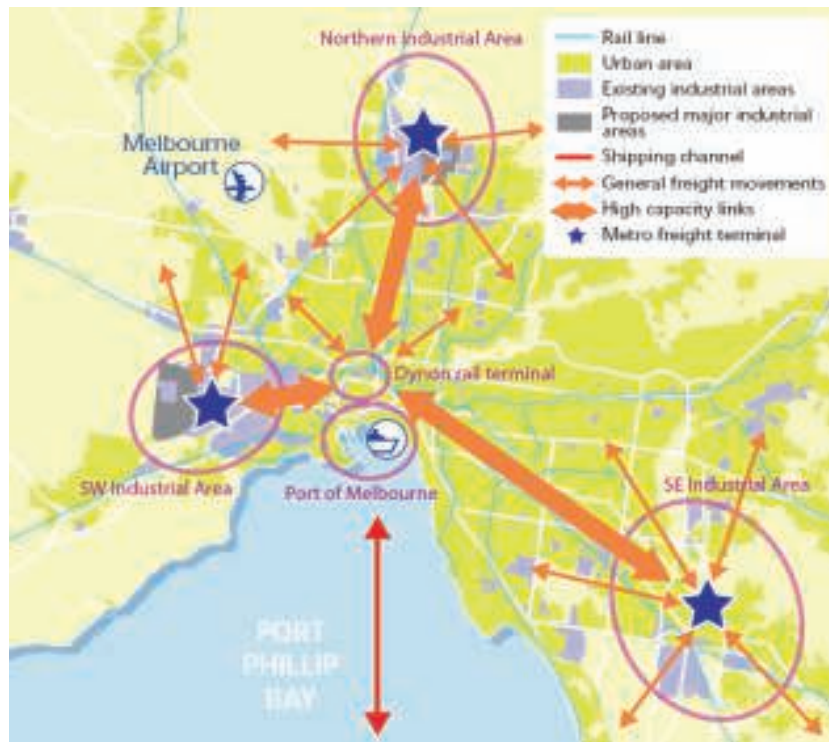 Northern Industrial Area
Rail line
Urban area
Existing industrial areas
Proposed major industrial
areas
Shipping channel
General freight movements
High capacity links
Metro freight terminal
Melbourne
Airport
Dynon rail terminal
SW Industrial Area
Port of Melbourne
SE Industrial Area
PORT
PHILLIP
BAY